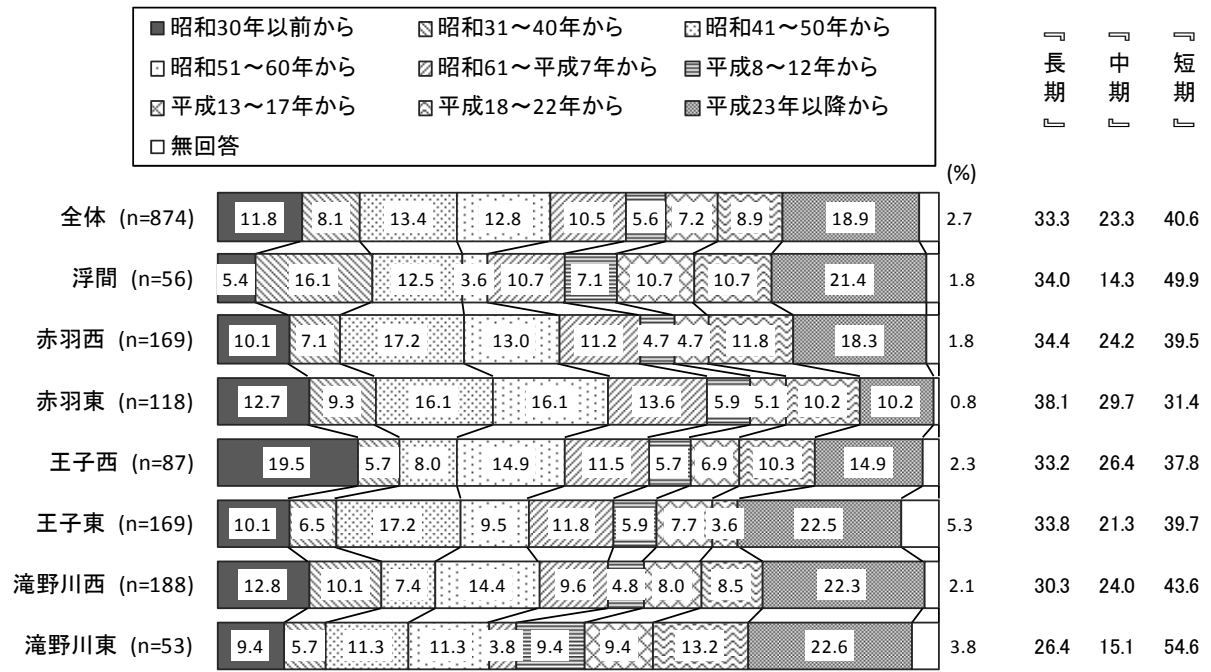 ■昭和30年以前から 昭和31～40年から 昭和41～50年から
昭和51～60年から 昭和61～平成7年から 平成8～12年から
平成13～17年から 平成18～22年から 平成23年以降から
無回答
『長期』 『中期』 『短期』
(%)
全体 (n=874) 11.8 8.1 13.4 12.8 10.5 5.6 7.2 8.9 18.9 2.7 33.3 23.3 40.6
浮間 (n=56) 5.4 16.1 12.5 3.6 10.7 7.1 10.7 10.7 21.4 1.8 34.0 14.3 49.9
赤羽西 (n=169) 10.1 7.1 17.2 13.0 11.2 4.7 4.7 11.8 18.3 1.8 34.4 24.2 39.5
赤羽東 (n=118) 12.7 9.3 16.1 16.1 13.6 5.9 5.1 10.2 10.2 0.8 38.1 29.7 31.4
王子西 (n=87) 19.5 5.7 8.0 14.9 11.5 5.7 6.9 10.3 14.9 2.3 33.2 26.4 37.8
王子東 (n=169) 10.1 6.5 17.2 9.5 11.8 5.9 7.7 3.6 22.5 5.3 33.8 21.3 39.7
滝野川西 (n=188) 12.8 10.1 7.4 14.4 9.6 4.8 8.0 8.5 22.3 2.1 30.3 24.0 43.6
滝野川東 (n=53) 9.4 5.7 11.3 11.3 3.8 9.4 9.4 13.2 22.6 3.8 26.4 15.1 54.6